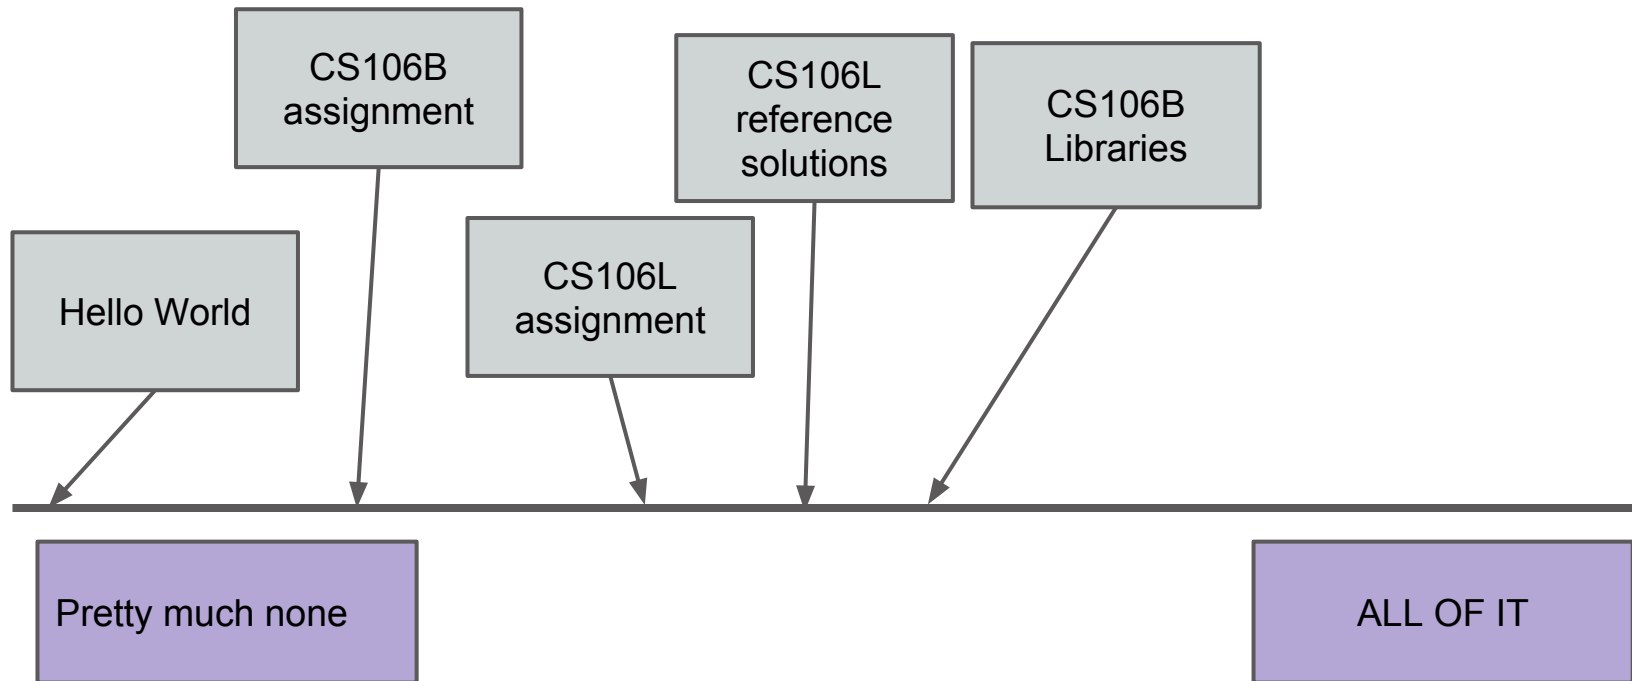 CS106B
assignment
CS106L
reference
solutions
CS106B
Libraries
Hello World
CS106L
assignment
Pretty much none
ALL OF IT